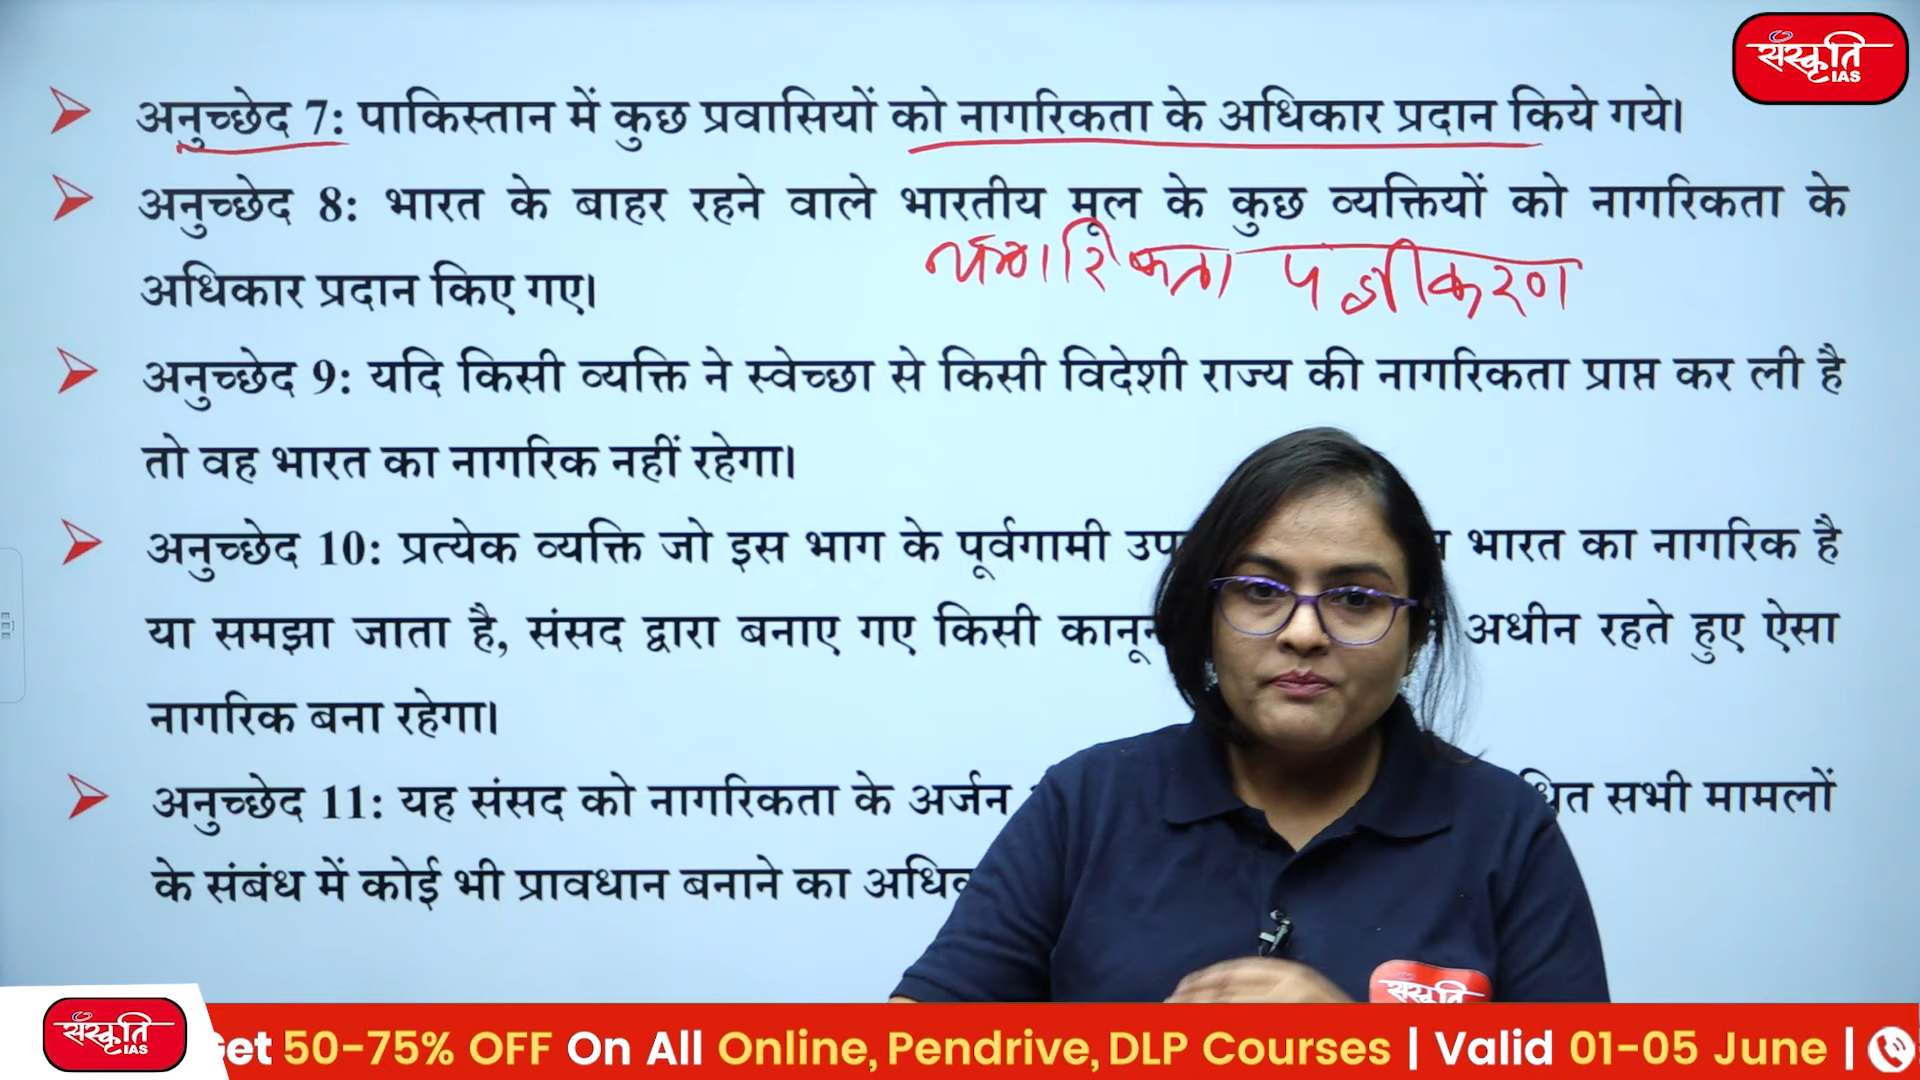 संस्कृति
IAS
अनुच्छेद 7: पाकिस्तान में कुछ प्रवासियों को नागरिकता के अधिकार प्रदान किये गये।
अनुच्छेद 8: भारत के बाहर रहने वाले भारतीय मूल के कुछ व्यक्तियों को नागरिकता के
अधिकार प्रदान किए गए।
नागरिकता पंजीकरण
अनुच्छेद 9: यदि किसी व्यक्ति ने स्वेच्छा से किसी विदेशी राज्य की नागरिकता प्राप्त कर ली है
तो वह भारत का नागरिक नहीं रहेगा।
अनुच्छेद 10: प्रत्येक व्यक्ति जो इस भाग के पूर्वगामी भारत का नागरिक है
या समझा जाता है, संसद द्वारा बनाए गए किसी कानून अधीन रहते हुए ऐसा
नागरिक बना रहेगा।
अनुच्छेद 11: यह संसद को नागरिकता के अर्जन सभी मामलों
के संबंध में कोई भी प्रावधान बनाने का
संस्कृति
संस्कृति
IAS
Get 50-75% OFF On All Online, Pendrive, DLP Courses | Valid 01-05 June |